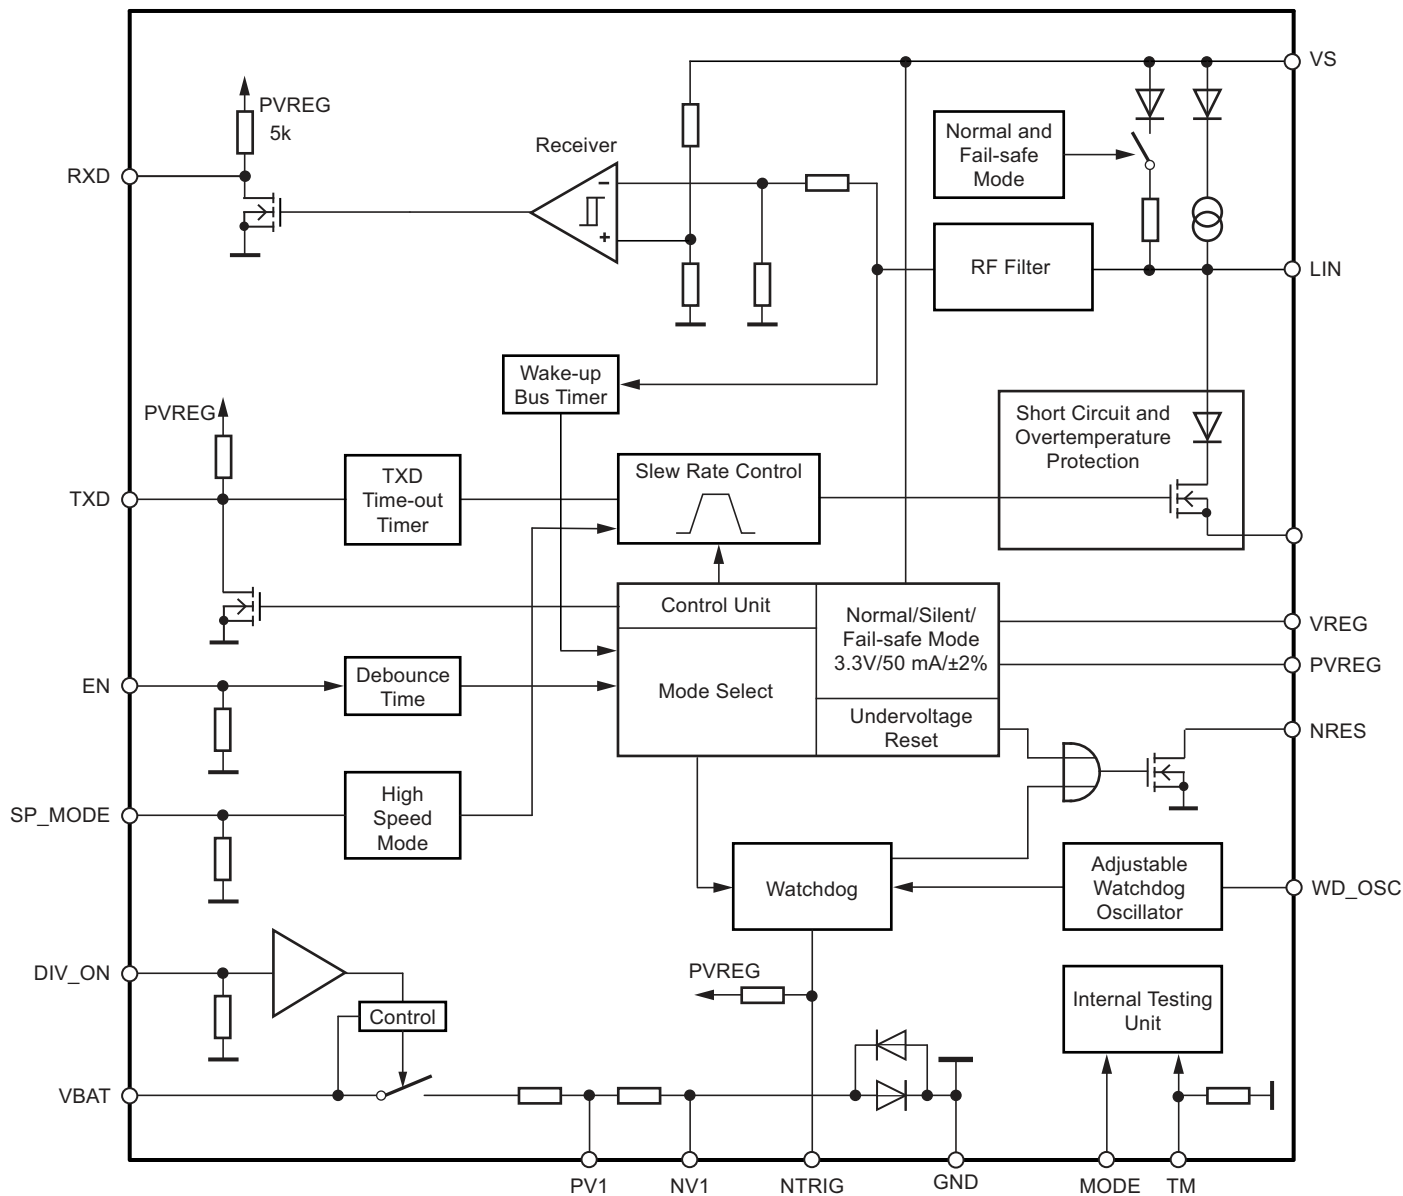 VS
PVREG
5k
RXD
Receiver
-
+
Normal and
Fail-safe
Mode
RF Filter
LIN
Wake-up
Bus Timer
PVREG
Short Circuit and
Overtemperature
Protection
TXD
TXD
Time-out
Timer
Slew Rate Control
Control Unit
Normal/Silent/
Fail-safe Mode
3.3V/50 mA/±2%
VREG
PVREG
EN
Debounce
Time
Mode Select
Undervoltage
Reset
NRES
SP_MODE
High
Speed
Mode
Watchdog
Adjustable
Watchdog
Oscillator
WD_OSC
DIV_ON
Control
PVREG
Internal Testing
Unit
VBAT
PV1
NV1
NTRIG
GND
MODE
TM